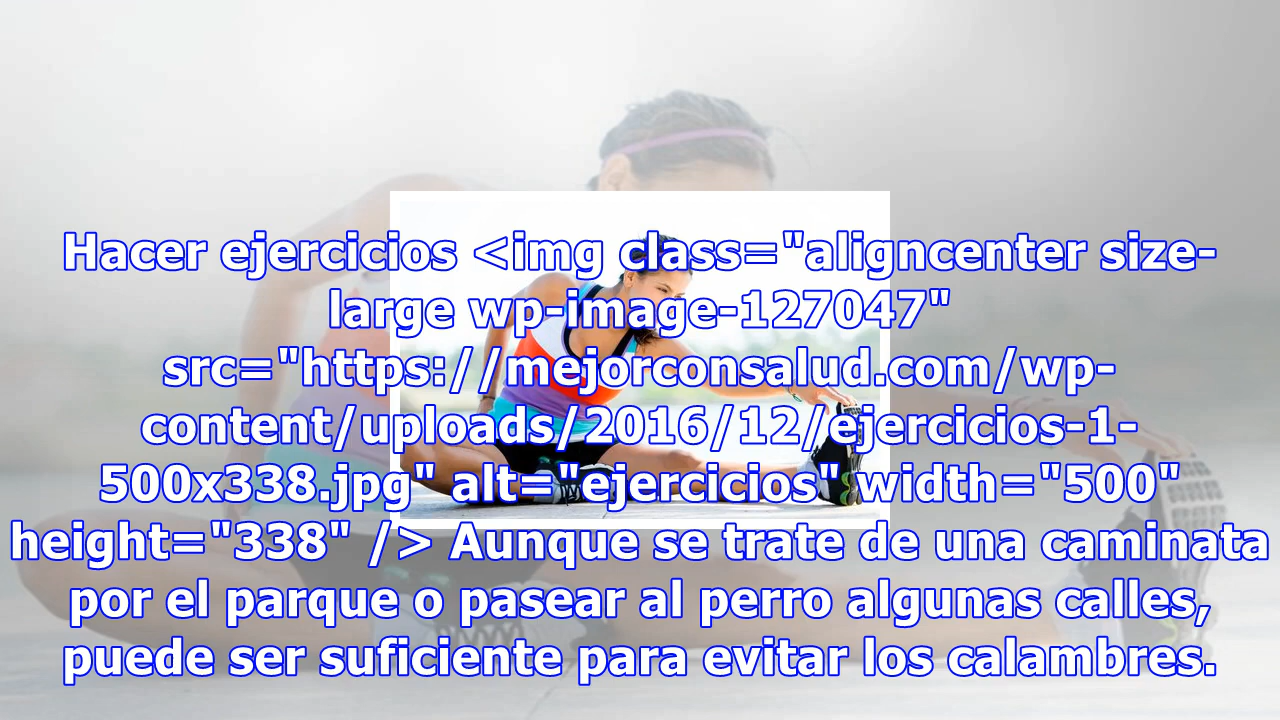 Hacer ejercicios <img class="aligncenter size-
large wp-image-127047"
src="https://mejorconsalud.com/wp-
content/uploads/2016/12/ejercicios-1-
500x338.jpg" alt="ejercicios" width="500"
height="338" /> Aunque se trate de una caminata
por el parque o pasear al perro algunas calles,
puede ser suficiente para evitar los calambres.